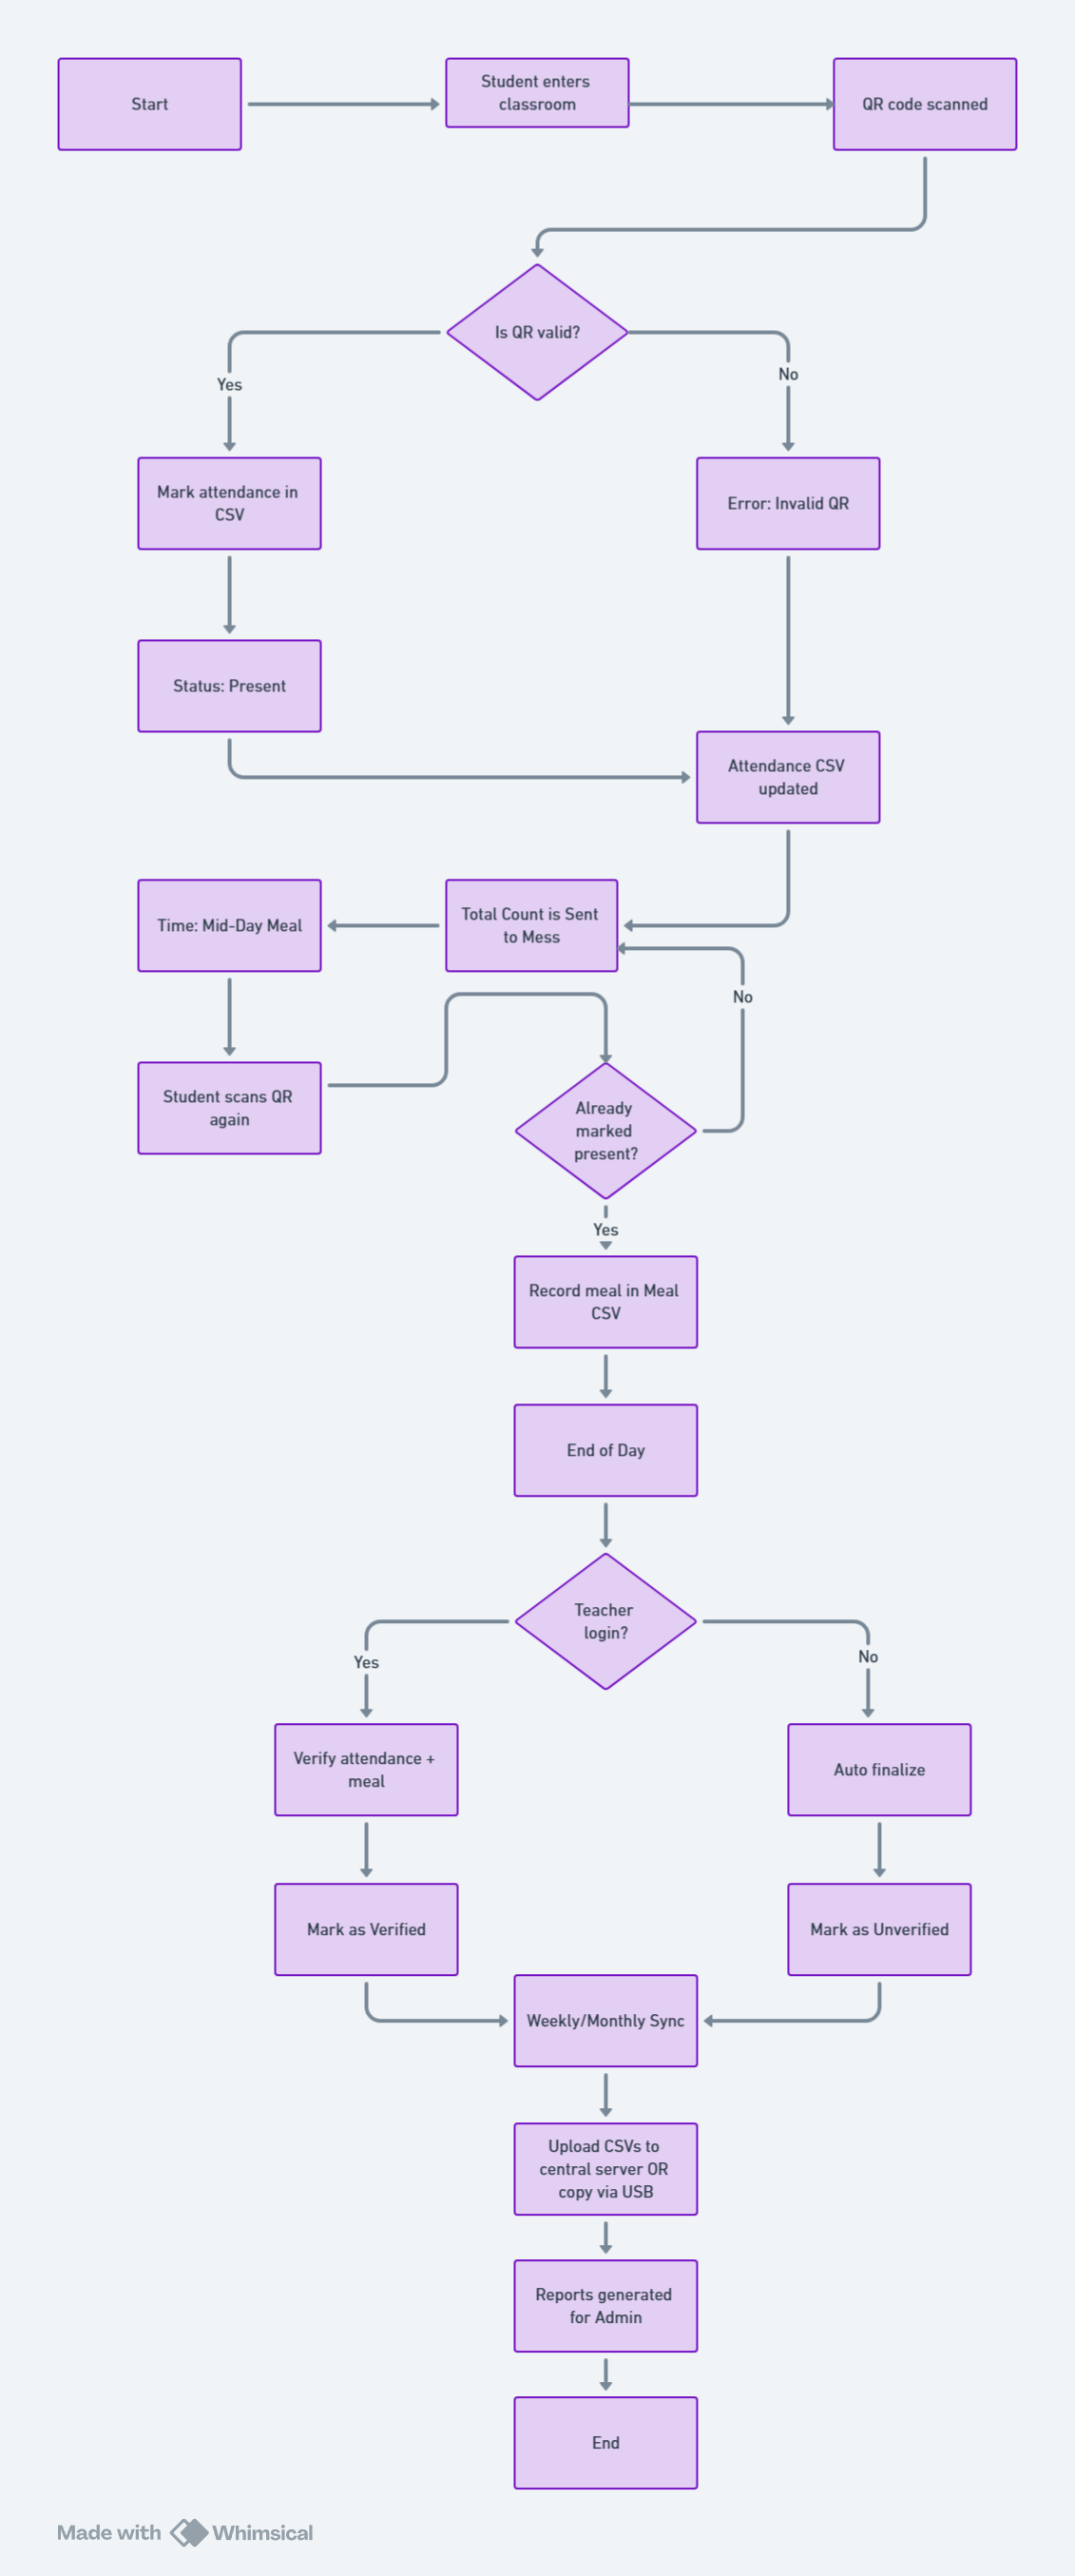 Start
Student enters
classroom
QR code scanned
Is QR valid?
Yes
No
Mark attendance in
CSV
Error: Invalid QR
Status: Present
Attendance CSV
updated
Time: Mid-Day Meal
Total Count is Sent
to Mess
No
Student scans QR
again
Already
marked
present?
Yes
Record meal in Meal
CSV
End of Day
Teacher
login?
Yes
No
Verify attendance +
meal
Auto finalize
Mark as Verified
Mark as Unverified
Weekly/Monthly Sync
Upload CSVs to
central server OR
copy via USB
Reports generated
for Admin
End
Made with Whimsical